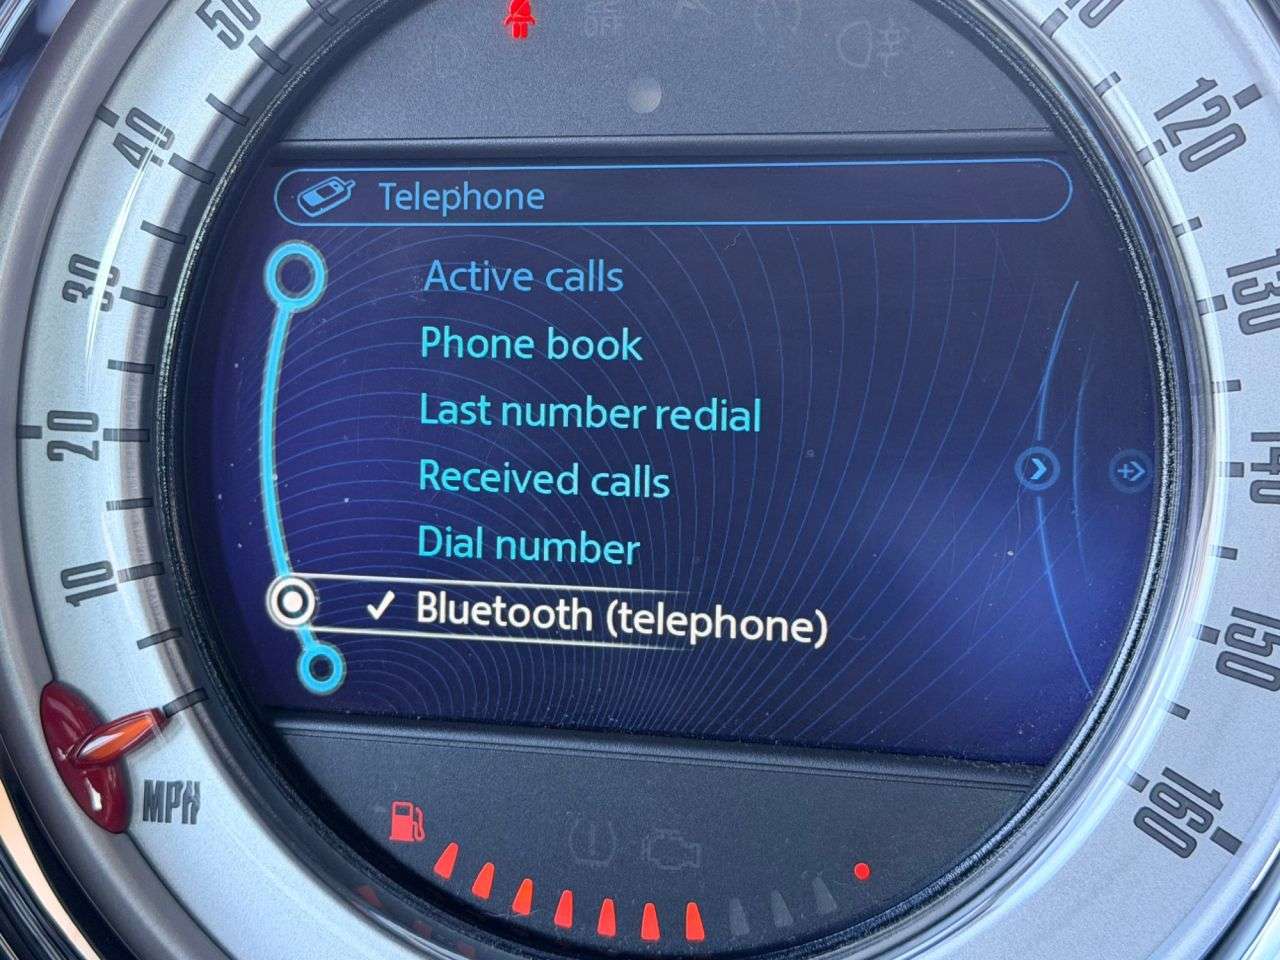 50
OFF
40
120
Telephone
Active calls
30
130
Phone book
Last number redial
20
140
Received calls
Dial number
10
Bluetooth (telephone)
150
MPH
160